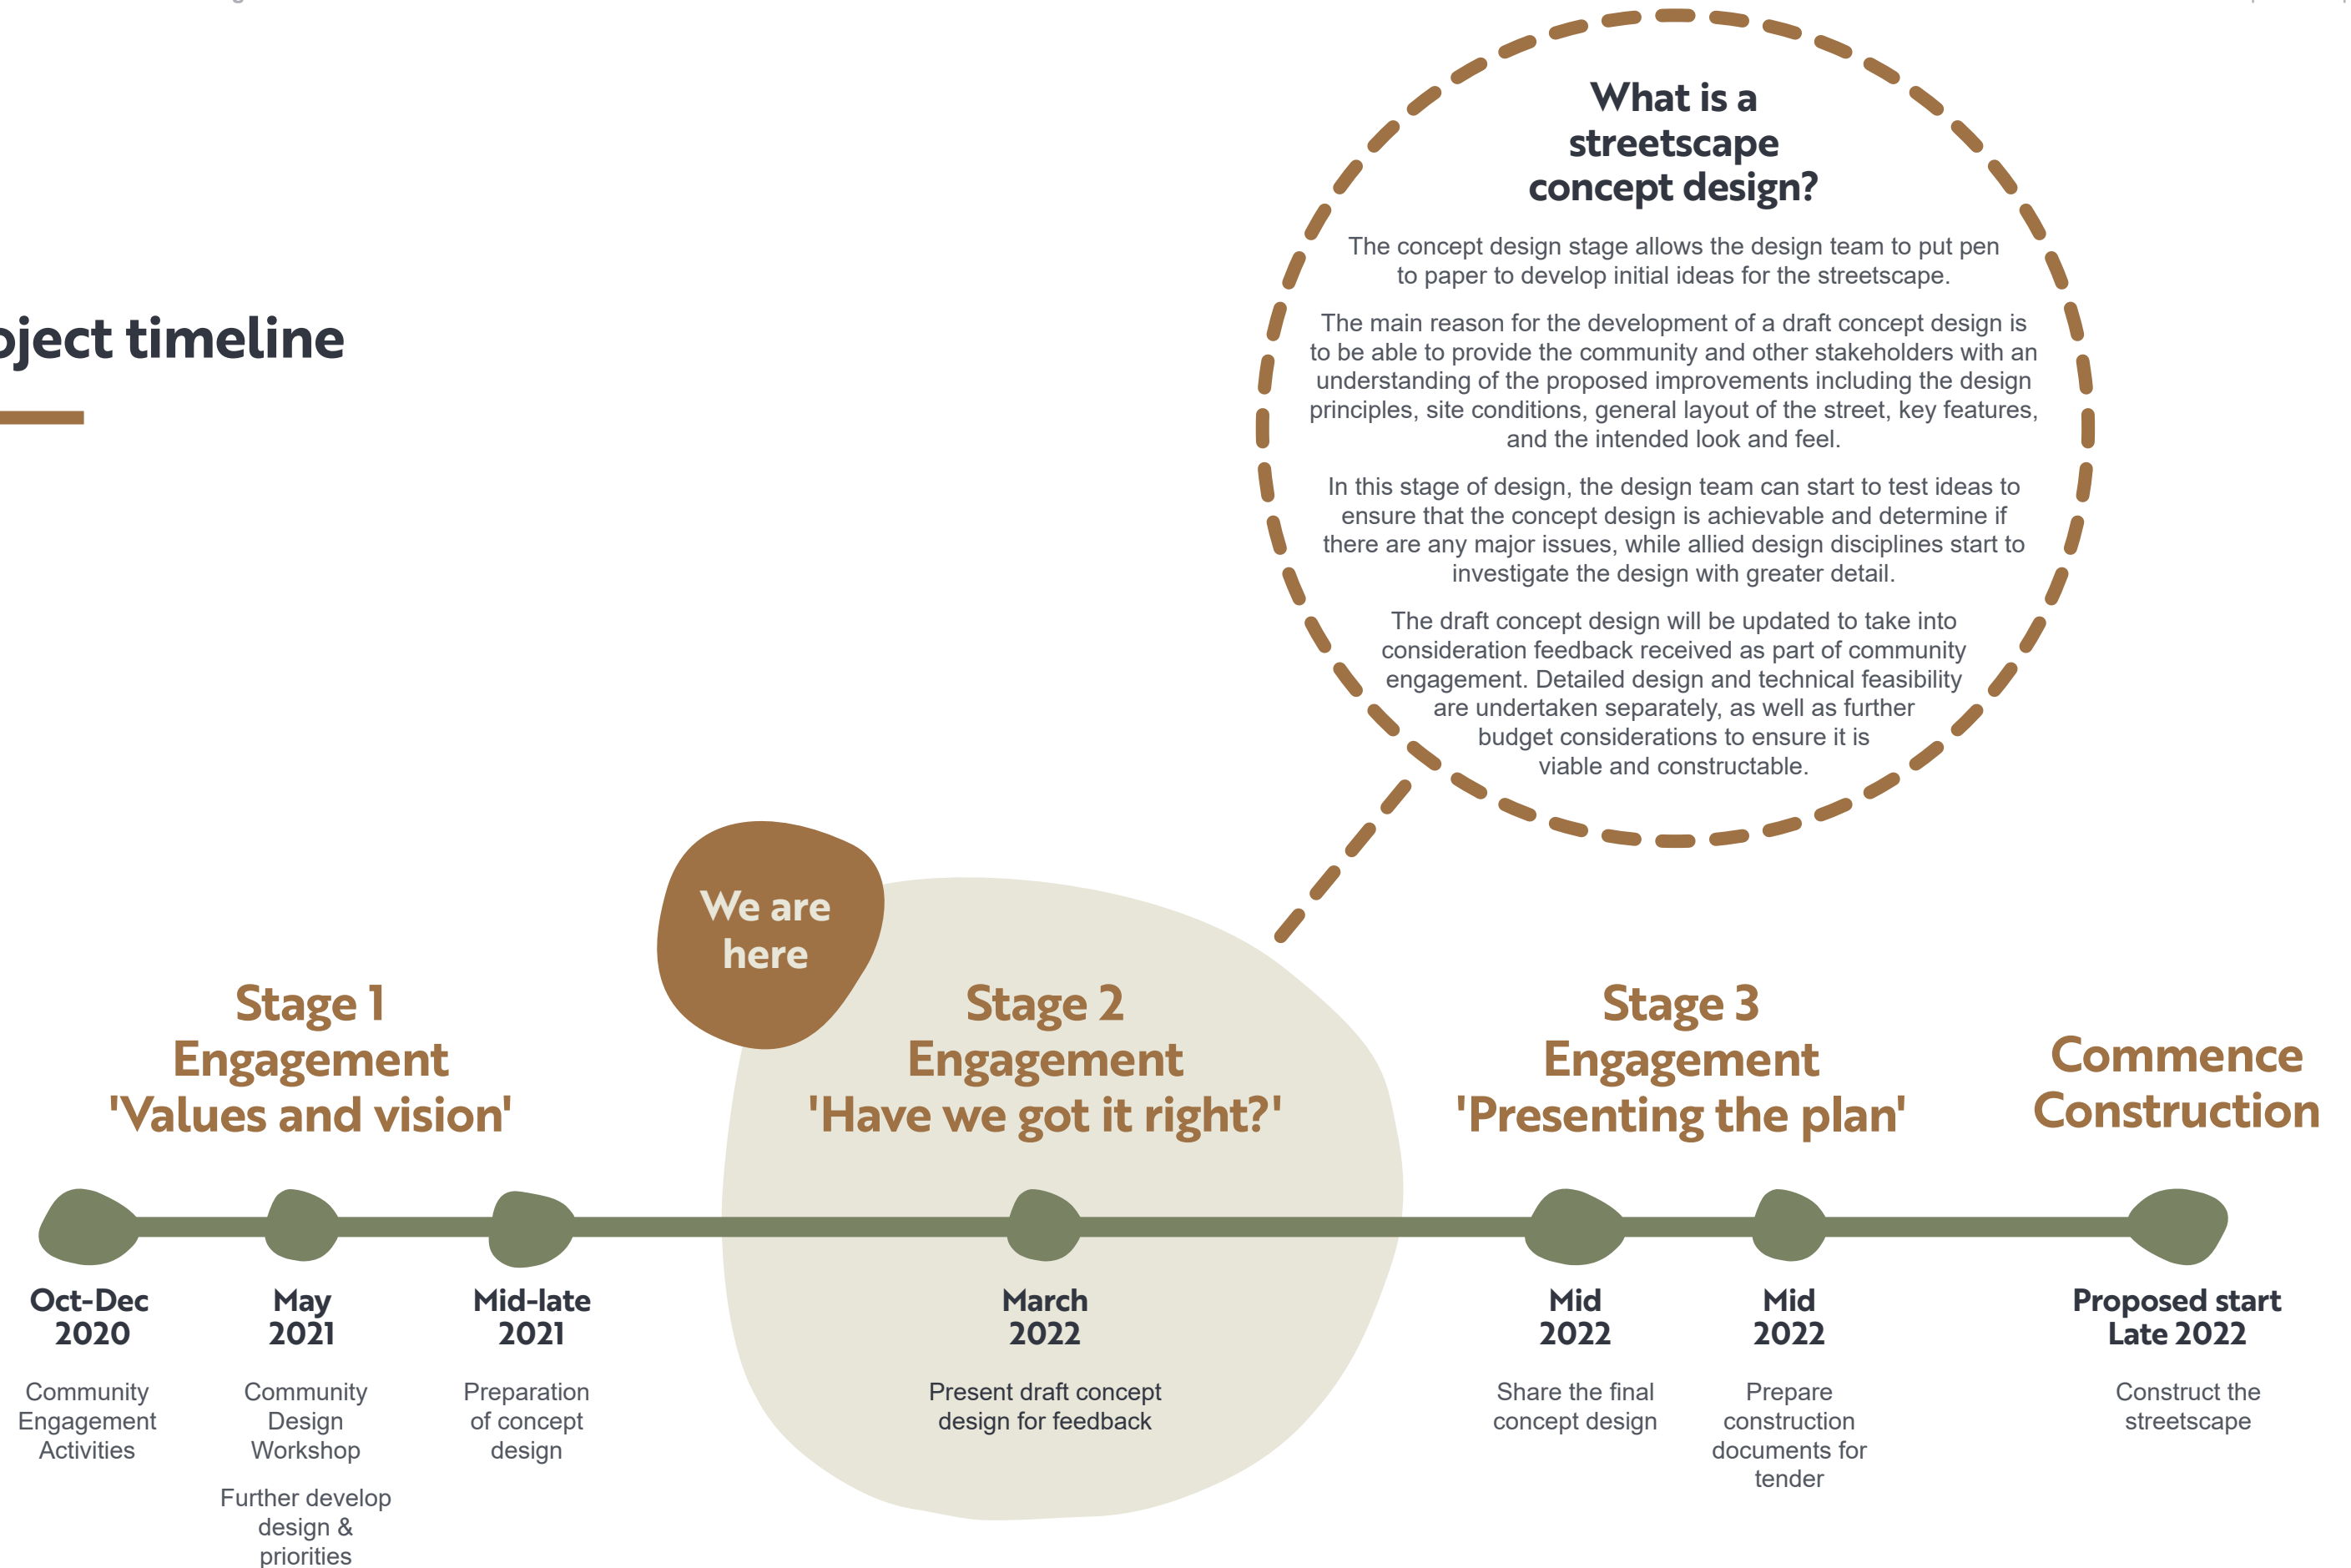 What is a
streetscape
concept design?
The concept design stage allows the design team to put pen
to paper to develop initial ideas for the streetscape.
The main reason for the development of a draft concept design is
to be able to provide the community and other stakeholders with an
understanding of the proposed improvements including the design
principles, site conditions, general layout of the street, key features,
and the intended look and feel.
In this stage of design, the design team can start to test ideas to
ensure that the concept design is achievable and determine if
there are any major issues, while allied design disciplines start to
investigate the design with greater detail.
The draft concept design will be updated to take into
consideration feedback received as part of community
engagement. Detailed design and technical feasibility
are undertaken separately, as well as further
budget considerations to ensure it is
viable and constructable.
oject timeline
We are
here
Stage 1
Engagement
'Values and vision'
Stage 2
Engagement
'Have we got it right?'
Stage 3
Engagement
'Presenting the plan'
Commence
Construction
Oct-Dec
2020
Community
Engagement
Activities
May
2021
Community
Design
Workshop
Further develop
design &
priorities
Mid-late
2021
Preparation
of concept
design
March
2022
Present draft concept
design for feedback
Mid
2022
Share the final
concept design
Mid
2022
Prepare
construction
documents for
tender
Proposed start
Late 2022
Construct the
streetscape